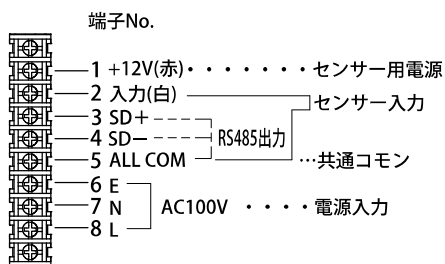 端子No.
1 +12V(赤)・・・・・・・センサー用電源
2 入力(白)
センサー入力
3 SD+
4 SD−
RS485出力
5 ALL COM
…共通コモン
6 E
7 N
8 L
AC100V ・・・・電源入力